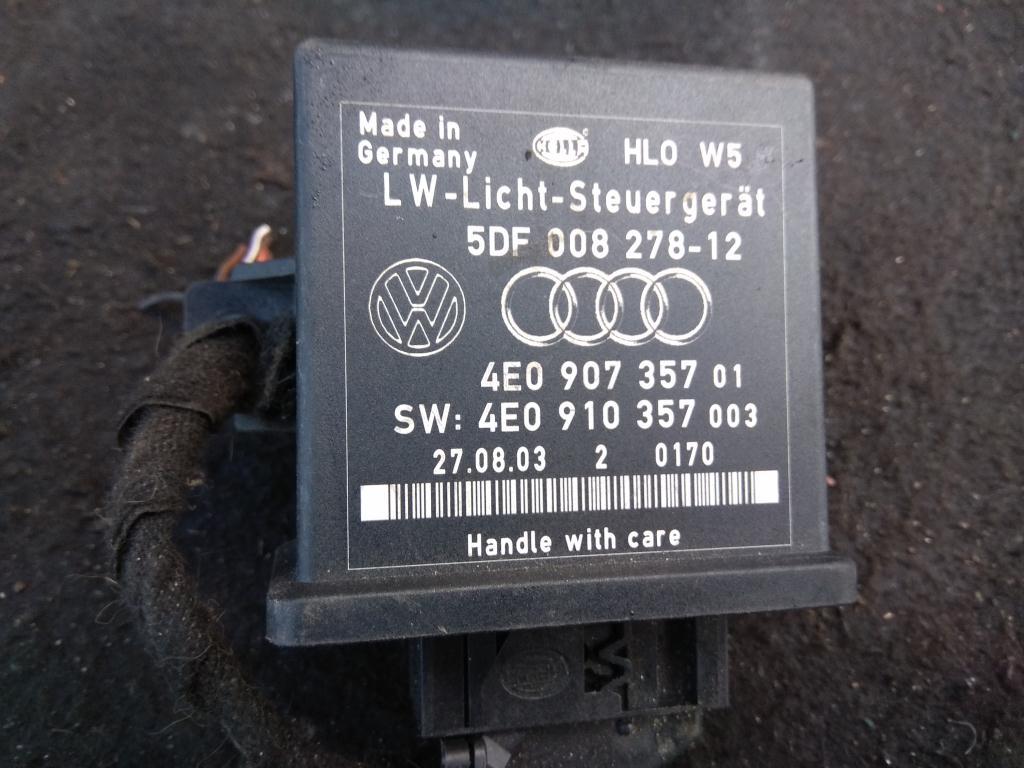 Made in
Germany
HELLA
HLO W5
LW-Licht-Steuergerät
5DF 008 278-12
4E0 907 357 01
SW: 4E0 910 357 003
27.08.03 2 0170
Handle with care